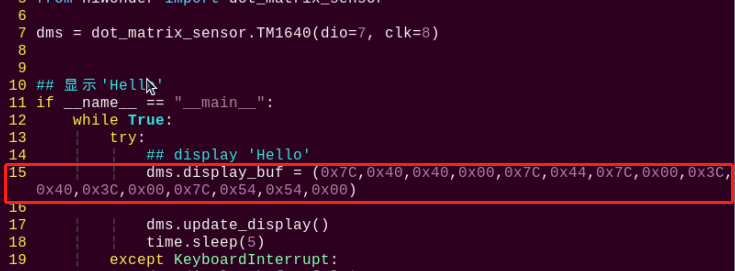 5 from hiwonder import dot_matrix_sensor
6
7 dms = dot_matrix_sensor.TM1640(dio=7, clk=8)
8
9
10 ## 显示'Hello'
11 if __name__ == "__main__":
12 while True:
13 try:
14 ## display 'Hello'
15 dms.display_buf = (0x7C,0x40,0x40,0x00,0x7C,0x44,0x7C,0x00,0x3C,
0x40,0x3C,0x00,0x7C,0x54,0x54,0x00)
16
17 dms.update_display()
18 time.sleep(5)
19 except KeyboardInterrupt: